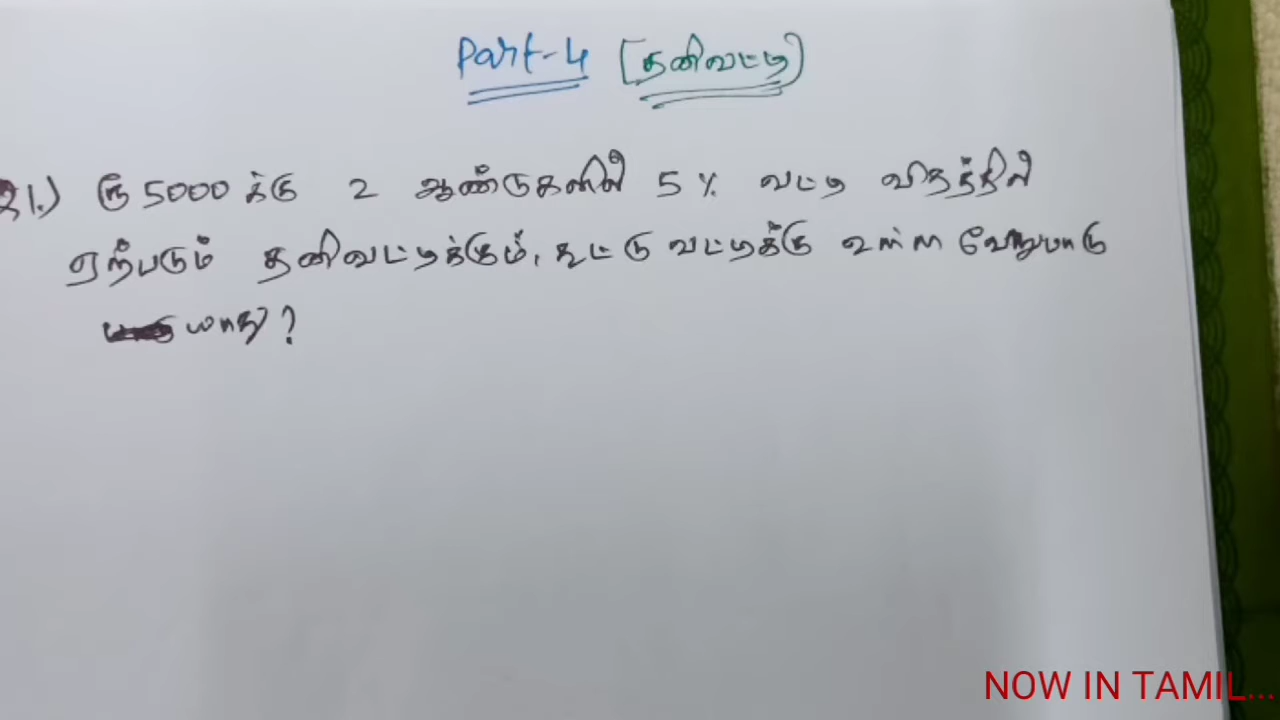 Part-4 [தனிவட்டி]
21.) ரூ 5000 க்கு 2 ஆண்டுகளில் 5% வட்டி விதத்தில்
ஏற்படும் தனிவட்டிக்கும், கூட்டு வட்டிக்கு உள்ள வேறுபாடு
யாது?
NOW IN TAMIL...